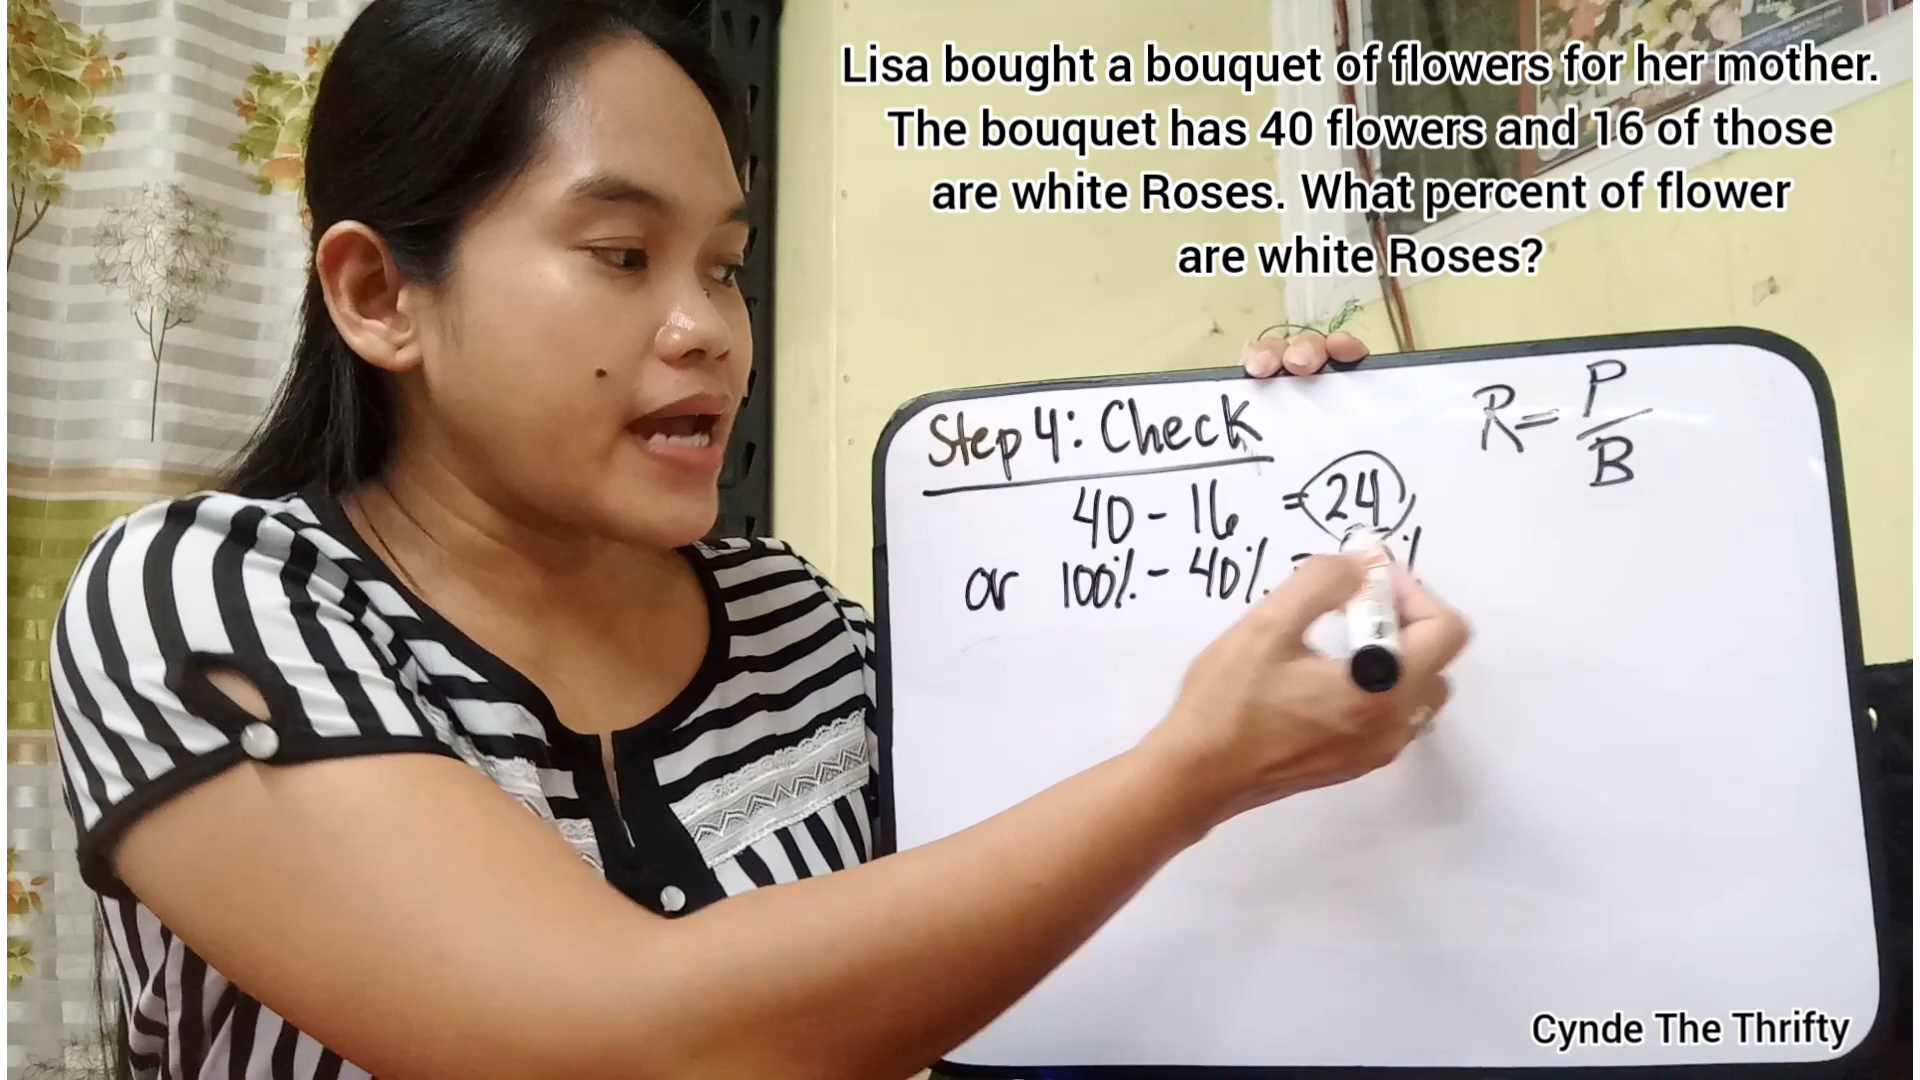 Lisa bought a bouquet of flowers for her mother.
The bouquet has 40 flowers and 16 of those
are white Roses. What percent of flower
are white Roses?
Step 4: Check
R = P
B
40 - 16 = 24
or 100% - 40% = %
Cynde The Thrifty